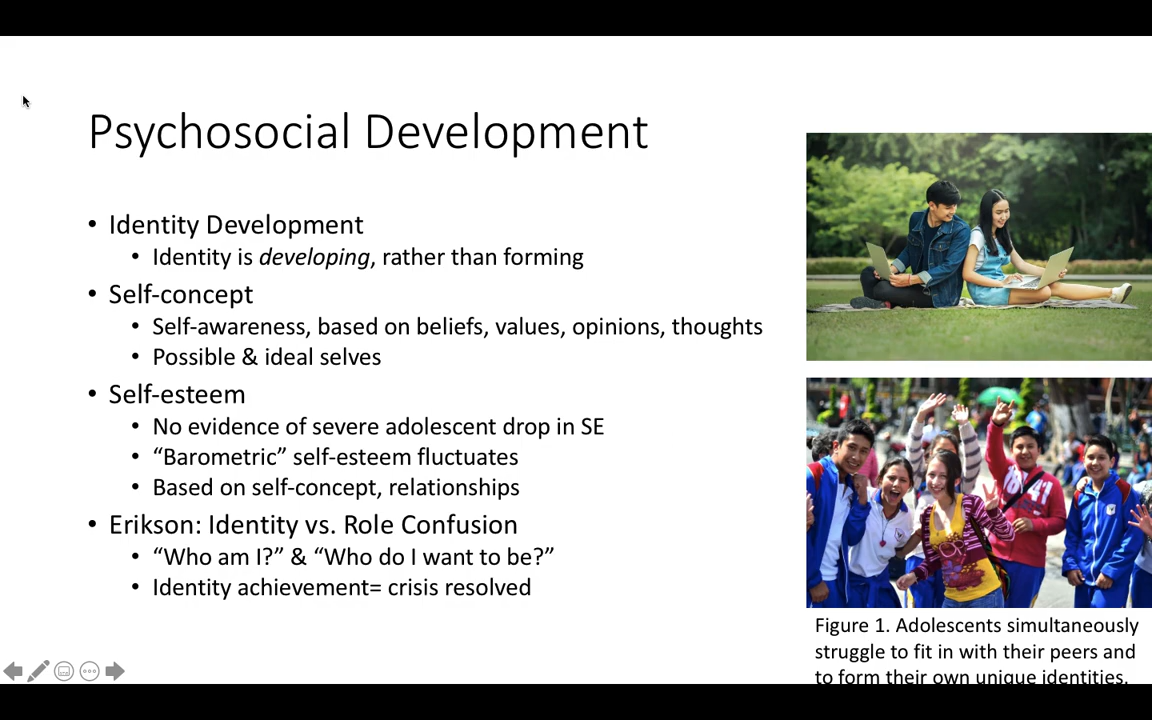 Psychosocial Development
• Identity Development
• Identity is developing, rather than forming
• Self-concept
• Self-awareness, based on beliefs, values, opinions, thoughts
• Possible & ideal selves
• Self-esteem
• No evidence of severe adolescent drop in SE
• “Barometric” self-esteem fluctuates
• Based on self-concept, relationships
• Erikson: Identity vs. Role Confusion
• “Who am I?” & “Who do I want to be?”
• Identity achievement= crisis resolved
Figure 1. Adolescents simultaneously
struggle to fit in with their peers and
to form their own unique identities.